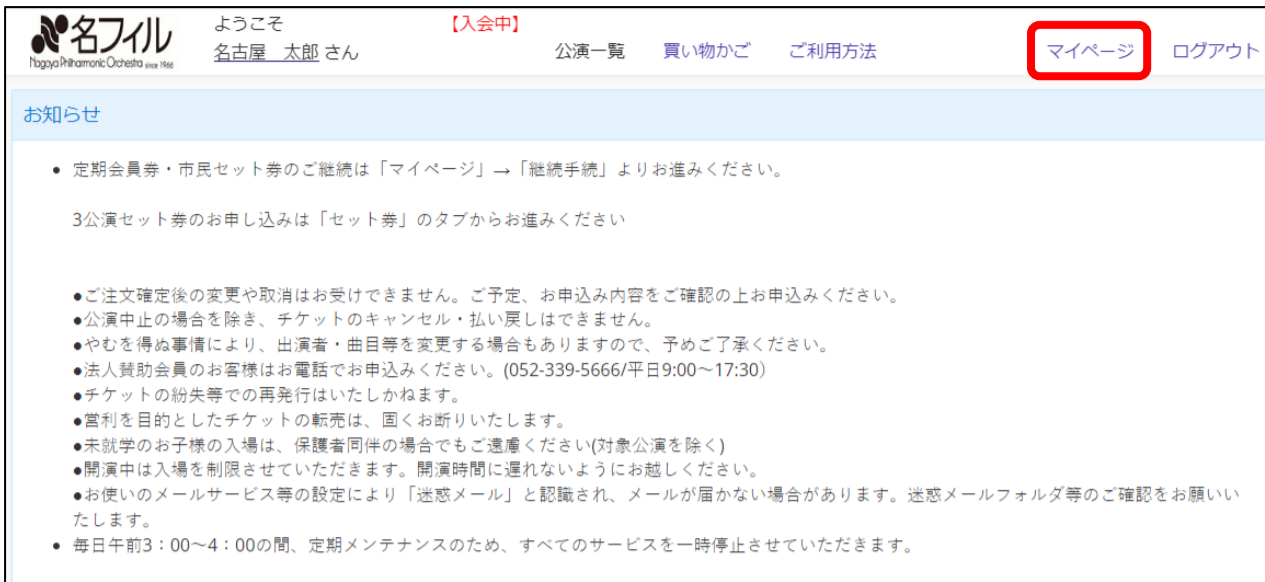 名フィル
Nagoya Philharmonic Orchestra since 1966
ようこそ
名古屋 太郎 さん
【入会中】
公演一覧 買い物かご ご利用方法 マイページ ログアウト
お知らせ
• 定期会員券・市民セット券のご継続は「マイページ」→「継続手続」よりお進みください。
3公演セット券のお申し込みは「セット券」のタブからお進みください
●ご注文確定後の変更や取消はお受けできません。ご予定、お申込み内容をご確認の上お申込みください。
●公演中止の場合を除き、チケットのキャンセル・払い戻しはできません。
●やむを得ぬ事情により、出演者・曲目等を変更する場合もありますので、予めご了承ください。
●法人賛助会員のお客様はお電話でお申込みください。(052-339-5666/平日9:00～17:30）
●チケットの紛失等での再発行はいたしかねます。
●営利を目的としたチケットの転売は、固くお断りいたします。
●未就学のお子様の入場は、保護者同伴の場合でもご遠慮ください(対象公演を除く)
●開演中は入場を制限させていただきます。開演時間に遅れないようにお越しください。
●お使いのメールサービス等の設定により「迷惑メール」と認識され、メールが届かない場合があります。迷惑メールフォルダ等のご確認をお願いい
たします。
• 毎日午前3：00～4：00の間、定期メンテナンスのため、すべてのサービスを一時停止させていただきます。